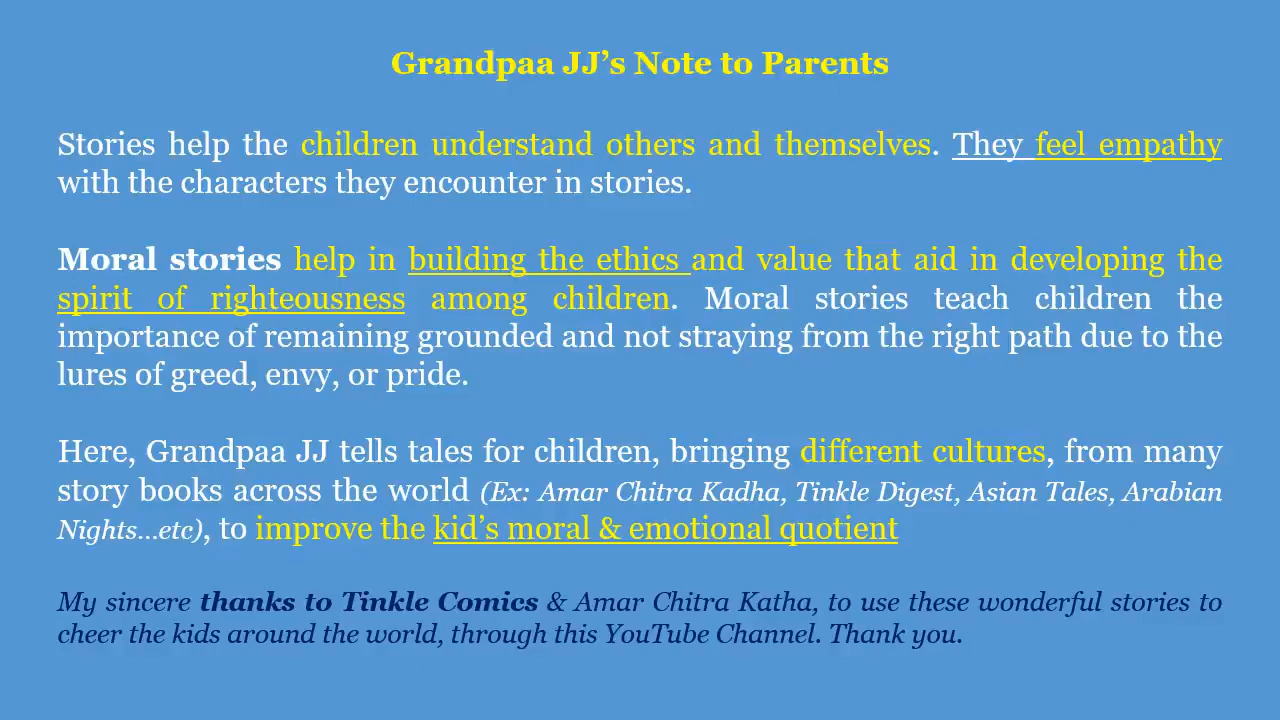 Grandpaa JJ’s Note to Parents
Stories help the children understand others and themselves. They feel empathy
with the characters they encounter in stories.
Moral stories help in building the ethics and value that aid in developing the
spirit of righteousness among children. Moral stories teach children the
importance of remaining grounded and not straying from the right path due to the
lures of greed, envy, or pride.
Here, Grandpaa JJ tells tales for children, bringing different cultures, from many
story books across the world (Ex: Amar Chitra Kadha, Tinkle Digest, Asian Tales, Arabian
Nights…etc), to improve the kid’s moral & emotional quotient
My sincere thanks to Tinkle Comics & Amar Chitra Katha, to use these wonderful stories to
cheer the kids around the world, through this YouTube Channel. Thank you.